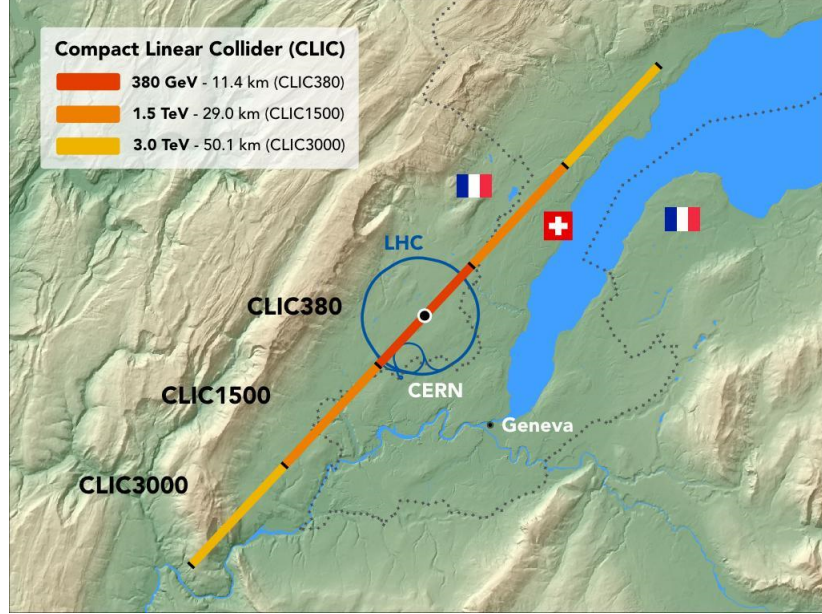 Compact Linear Collider (CLIC)
380 GeV - 11.4 km (CLIC380)
1.5 TeV - 29.0 km (CLIC1500)
3.0 TeV - 50.1 km (CLIC3000)
LHC
CLIC380
CLIC1500
CERN
Geneva
CLIC3000